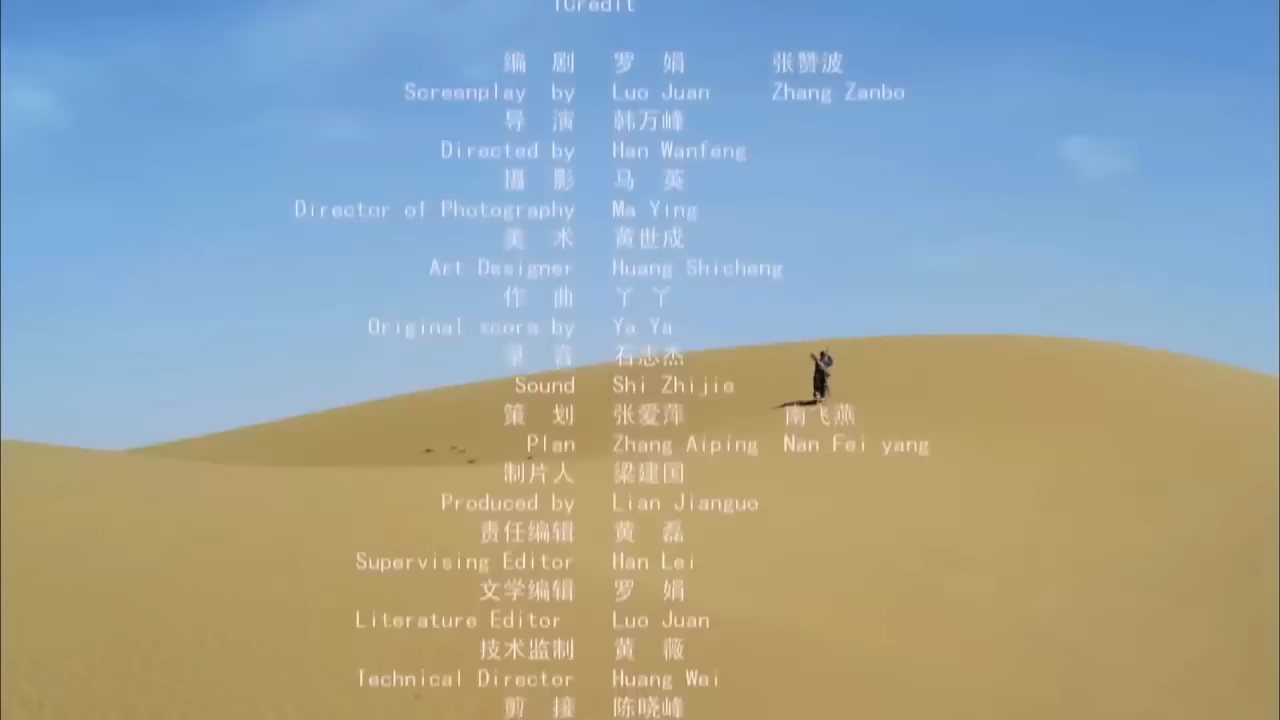 Credit
编 剧 罗 娟 张赞波
Screenplay by Luo Juan Zhang Zanbo
导 演 韩万峰
Directed by Han Wanfeng
摄 影 马 英
Director of Photography Ma Ying
美 术 黄世成
Art Designer Huang Shicheng
作 曲 丫 丫
Original score by Ya Ya
录 音 石志杰
Sound Shi Zhijie
策 划 张爱萍 南飞燕
Plan Zhang Aiping Nan Fei yang
制片人 梁建国
Produced by Lian Jianguo
责任编辑 黄 磊
Supervising Editor Han Lei
文学编辑 罗 娟
Literature Editor Luo Juan
技术监制 黄 薇
Technical Director Huang Wei
剪 接 陈晓峰